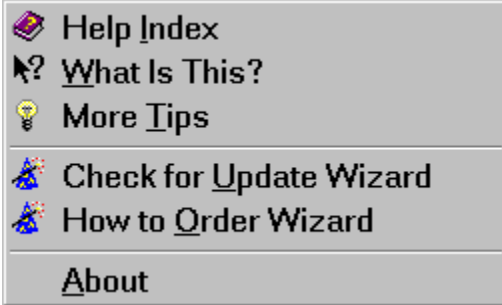 Help Index
What Is This?
More Tips
Check for Update Wizard
How to Order Wizard
About